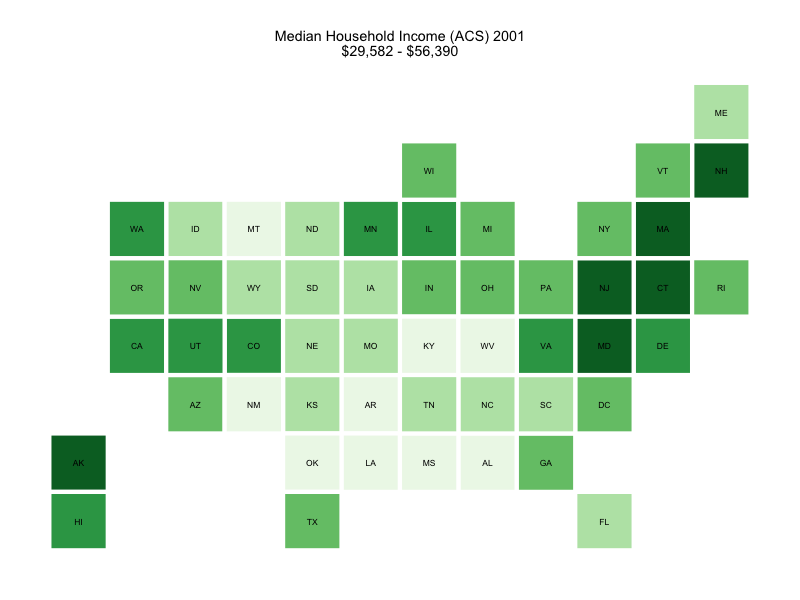 Median Household Income (ACS) 2001
$29,582 - $56,390
ME
WI VT NH
WA ID MT ND MN IL MI NY MA
OR NV WY SD IA IN OH PA NJ CT RI
CA UT CO NE MO KY WV VA MD DE
AZ NM KS AR TN NC SC DC
AK OK LA MS AL GA
HI TX FL